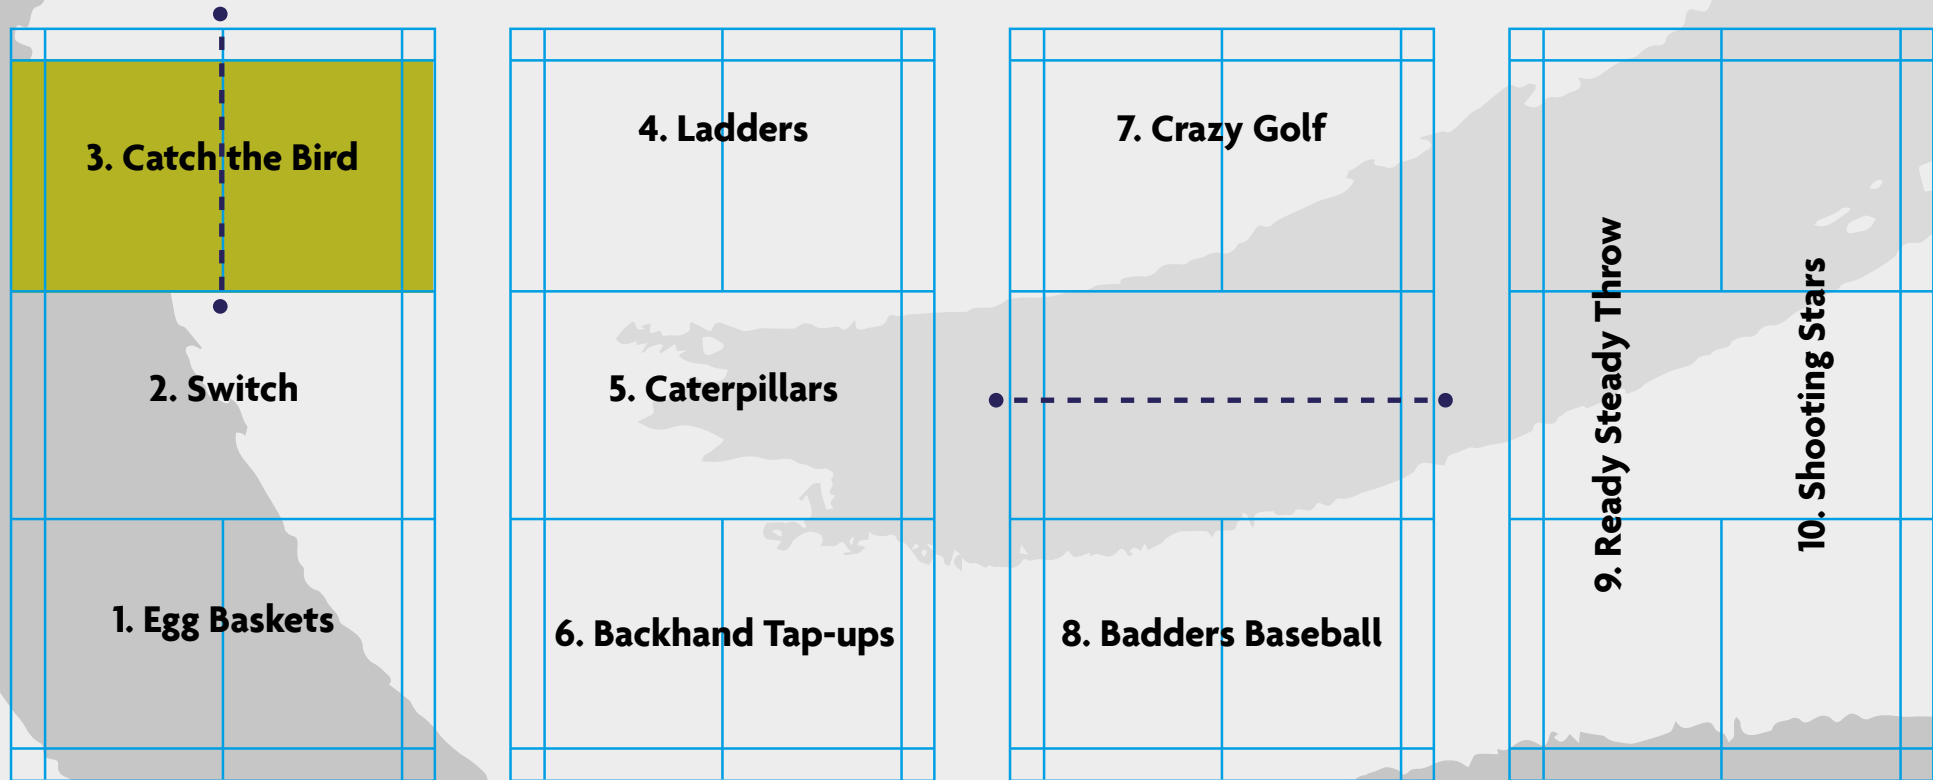 3. Catch the Bird
2. Switch
1. Egg Baskets
4. Ladders
5. Caterpillars
6. Backhand Tap-ups
7. Crazy Golf
8. Badders Baseball
9. Ready Steady Throw
10. Shooting Stars